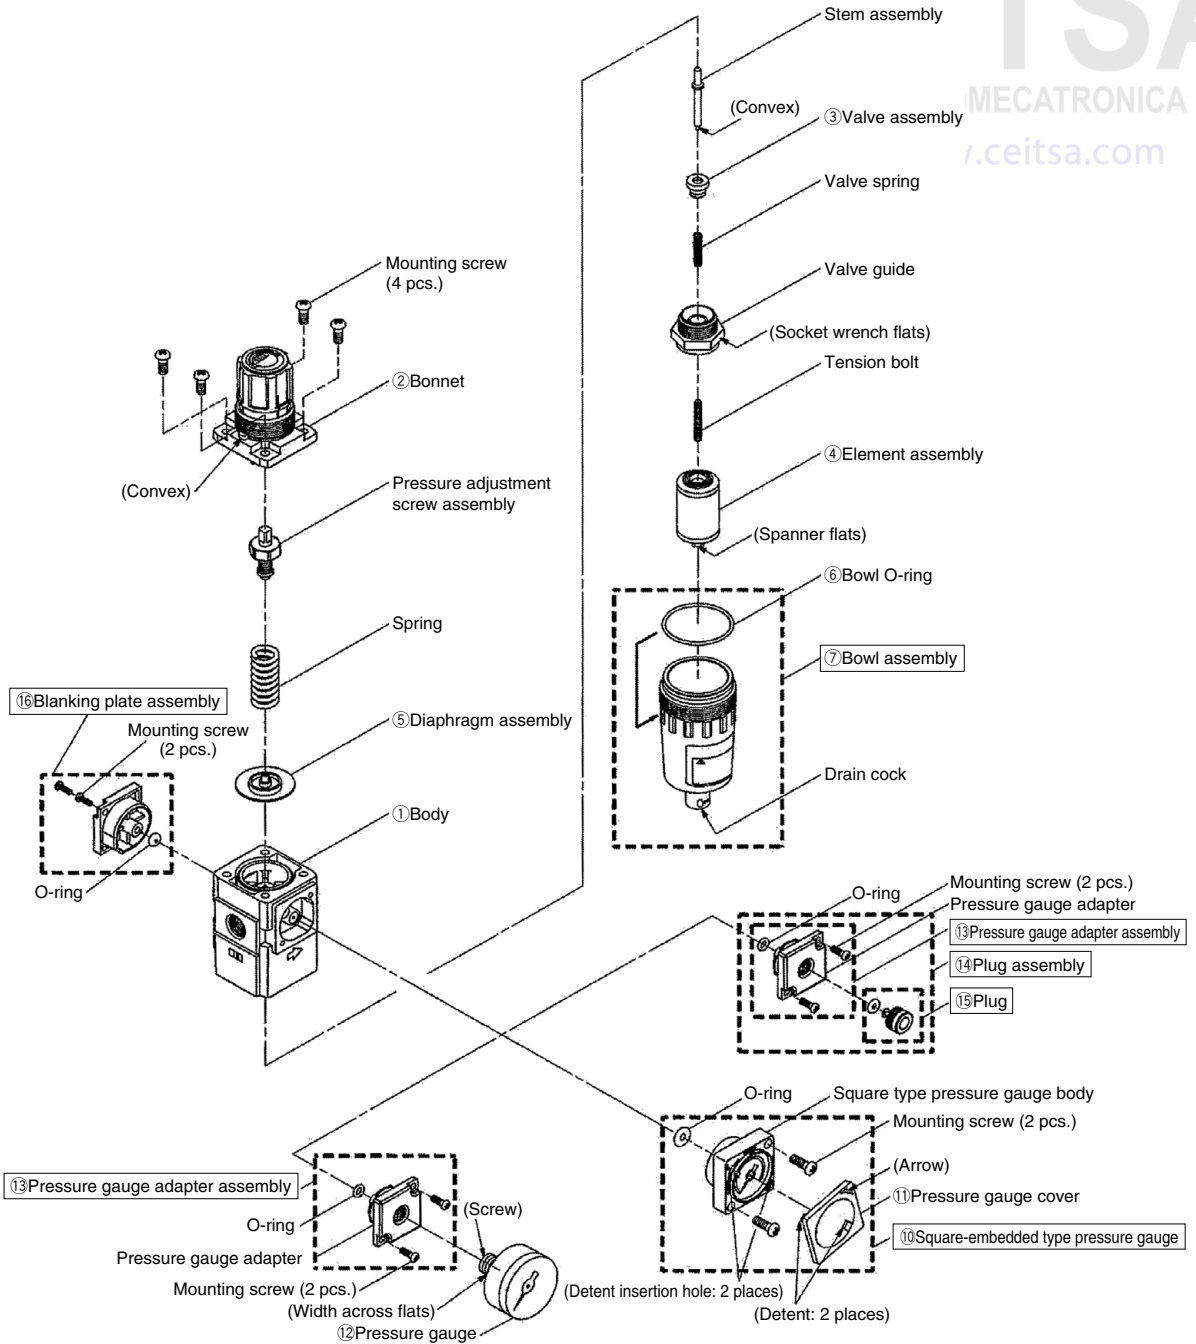 TSA
MECATRONICA
.ceitsa.com
Stem assembly
(Convex)
③Valve assembly
Valve spring
Valve guide
(Socket wrench flats)
Tension bolt
④Element assembly
(Spanner flats)
⑥Bowl O-ring
⑦Bowl assembly
Drain cock
Mounting screw
(4 pcs.)
②Bonnet
(Convex)
Pressure adjustment
screw assembly
Spring
⑯Blanking plate assembly
Mounting screw
(2 pcs.)
⑤Diaphragm assembly
①Body
O-ring
O-ring
Mounting screw (2 pcs.)
Pressure gauge adapter
⑬Pressure gauge adapter assembly
⑭Plug assembly
⑮Plug
O-ring
Square type pressure gauge body
Mounting screw (2 pcs.)
(Arrow)
⑪Pressure gauge cover
⑩Square-embedded type pressure gauge
(Detent insertion hole: 2 places)
(Detent: 2 places)
⑬Pressure gauge adapter assembly
O-ring
(Screw)
Pressure gauge adapter
Mounting screw (2 pcs.)
(Width across flats)
⑫Pressure gauge